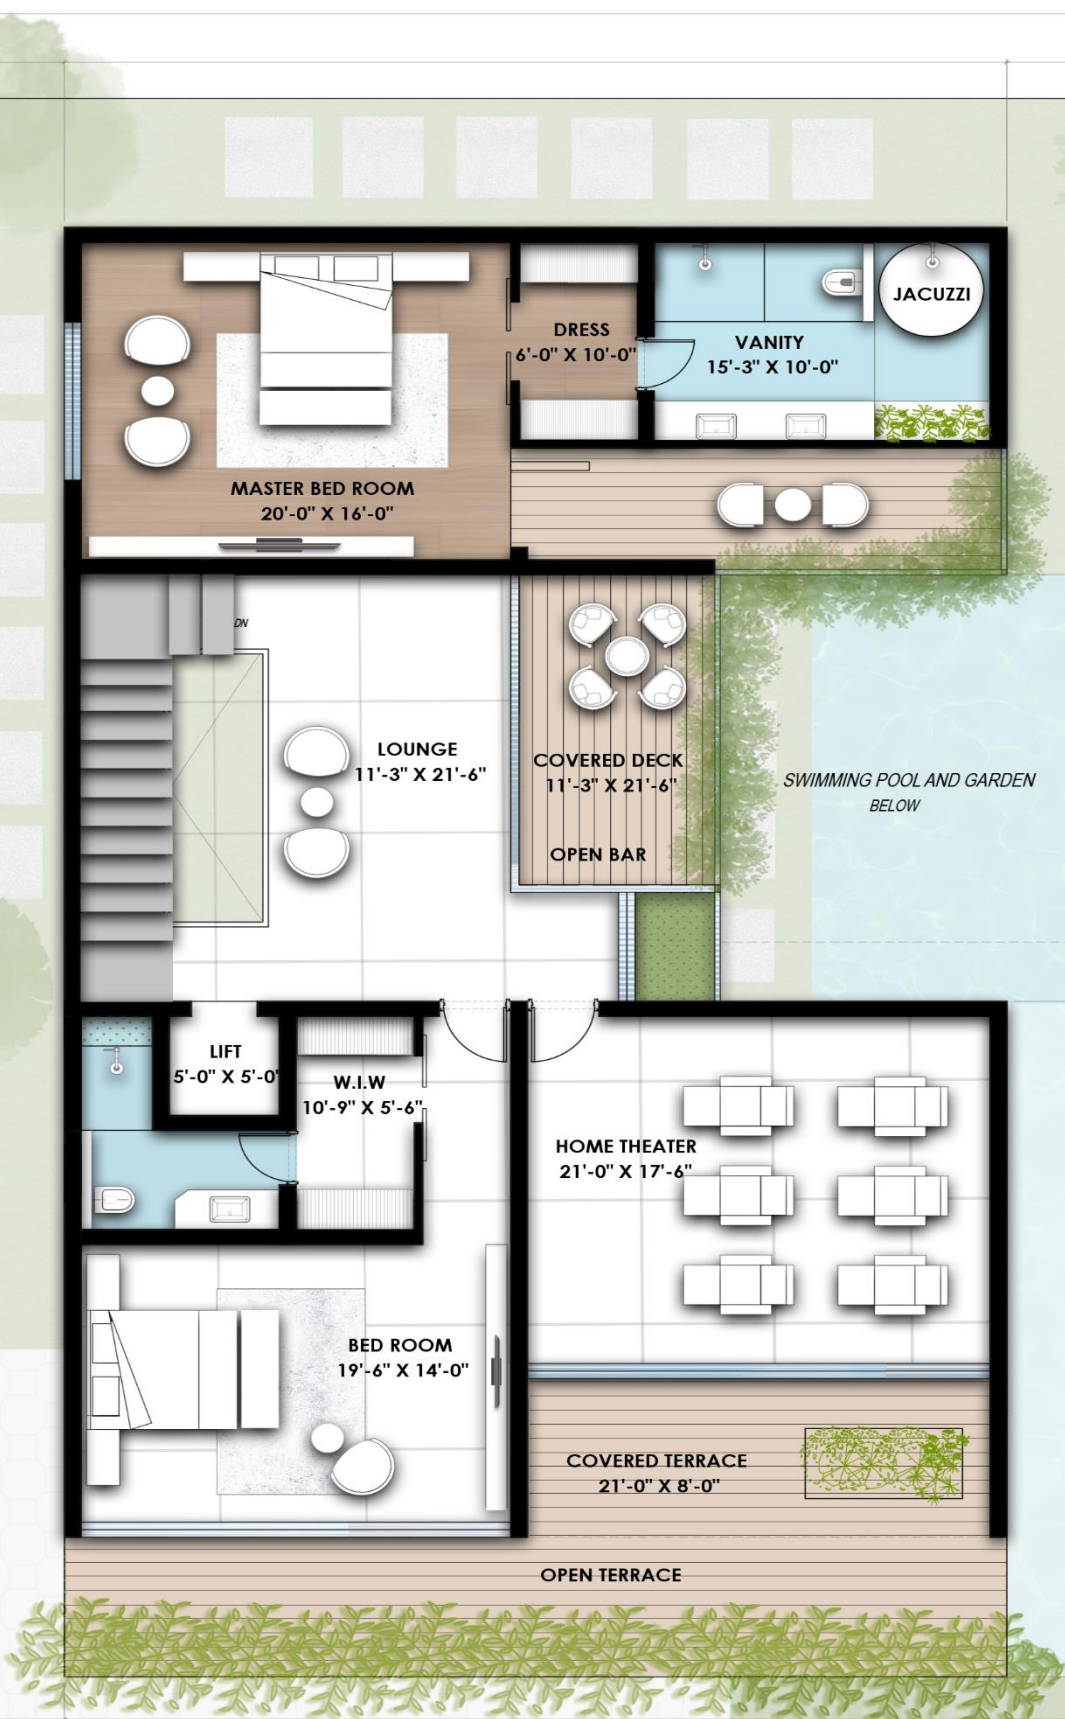 JACUZZI
DRESS
6'-0" X 10'-0"
VANITY
15'-3" X 10'-0"
MASTER BED ROOM
20'-0" X 16'-0"
DN
LOUNGE
11'-3" X 21'-6"
COVERED DECK
11'-3" X 21'-6"
OPEN BAR
SWIMMING POOL AND GARDEN
BELOW
LIFT
5'-0" X 5'-0"
W.I.W
10'-9" X 5'-6"
HOME THEATER
21'-0" X 17'-6"
BED ROOM
19'-6" X 14'-0"
COVERED TERRACE
21'-0" X 8'-0"
OPEN TERRACE